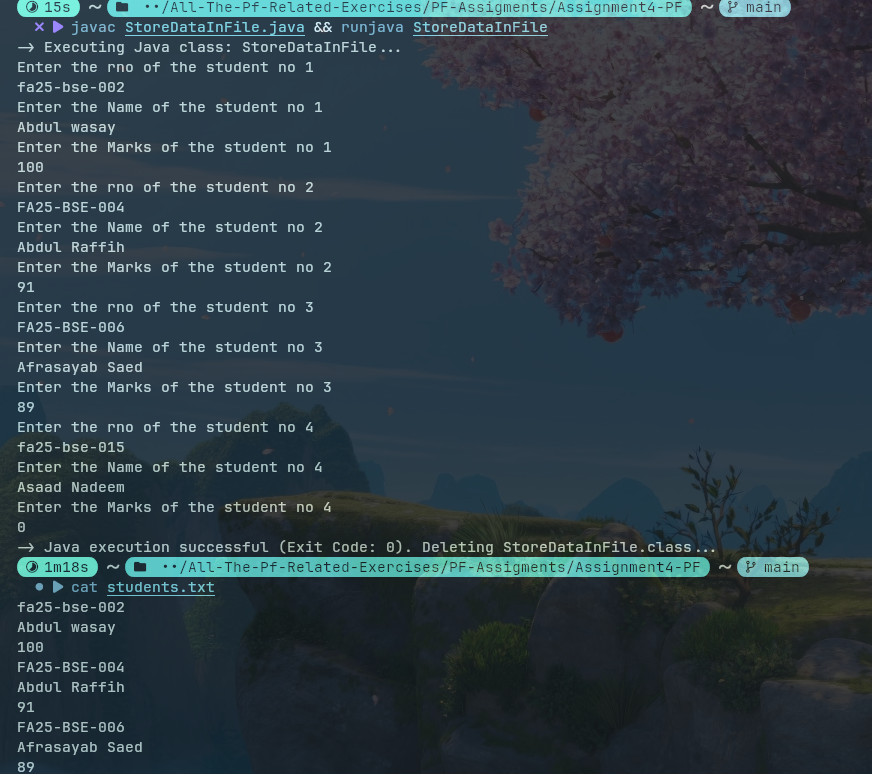 15s ~ ··/All-The-Pf-Related-Exercises/PF-Assigments/Assignment4-PF ~ main
× javac StoreDataInFile.java && runjava StoreDataInFile
-> Executing Java class: StoreDataInFile...
Enter the rno of the student no 1
fa25-bse-002
Enter the Name of the student no 1
Abdul wasay
Enter the Marks of the student no 1
100
Enter the rno of the student no 2
FA25-BSE-004
Enter the Name of the student no 2
Abdul Raffih
Enter the Marks of the student no 2
91
Enter the rno of the student no 3
FA25-BSE-006
Enter the Name of the student no 3
Afrasayab Saed
Enter the Marks of the student no 3
89
Enter the rno of the student no 4
fa25-bse-015
Enter the Name of the student no 4
Asaad Nadeem
Enter the Marks of the student no 4
0
-> Java execution successful (Exit Code: 0). Deleting StoreDataInFile.class...
1m18s ~ ··/All-The-Pf-Related-Exercises/PF-Assigments/Assignment4-PF ~ main
cat students.txt
fa25-bse-002
Abdul wasay
100
FA25-BSE-004
Abdul Raffih
91
FA25-BSE-006
Afrasayab Saed
89